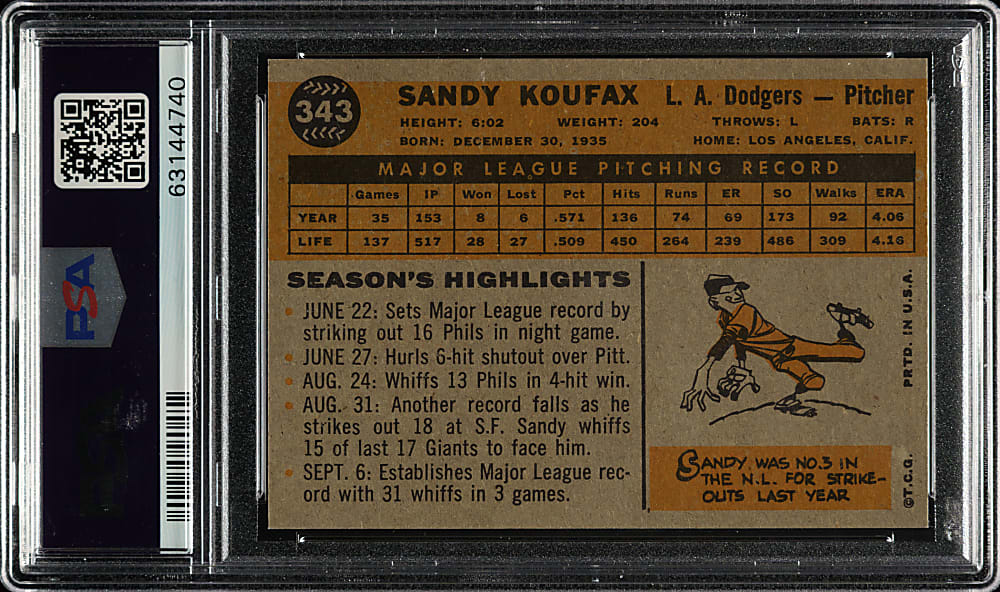 63144740
PSA
343
SANDY KOUFAX L. A. Dodgers — Pitcher
HEIGHT: 6:02 WEIGHT: 204 THROWS: L BATS: R
BORN: DECEMBER 30, 1935 HOME: LOS ANGELES, CALIF.
MAJOR LEAGUE PITCHING RECORD
Games IP Won Lost Pct Hits Runs ER SO Walks ERA
YEAR 35 153 8 6 .571 136 74 69 173 92 4.06
LIFE 137 517 28 27 .509 450 264 239 486 309 4.16
SEASON'S HIGHLIGHTS
• JUNE 22: Sets Major League record by
striking out 16 Phils in night game.
• JUNE 27: Hurls 6-hit shutout over Pitt.
• AUG. 24: Whiffs 13 Phils in 4-hit win.
• AUG. 31: Another record falls as he
strikes out 18 at S.F. Sandy whiffs
15 of last 17 Giants to face him.
• SEPT. 6: Establishes Major League rec-
ord with 31 whiffs in 3 games.
SANDY WAS NO.3 IN
THE N.L. FOR STRIKE-
OUTS LAST YEAR
©T.C.G. PRTD. IN U.S.A.